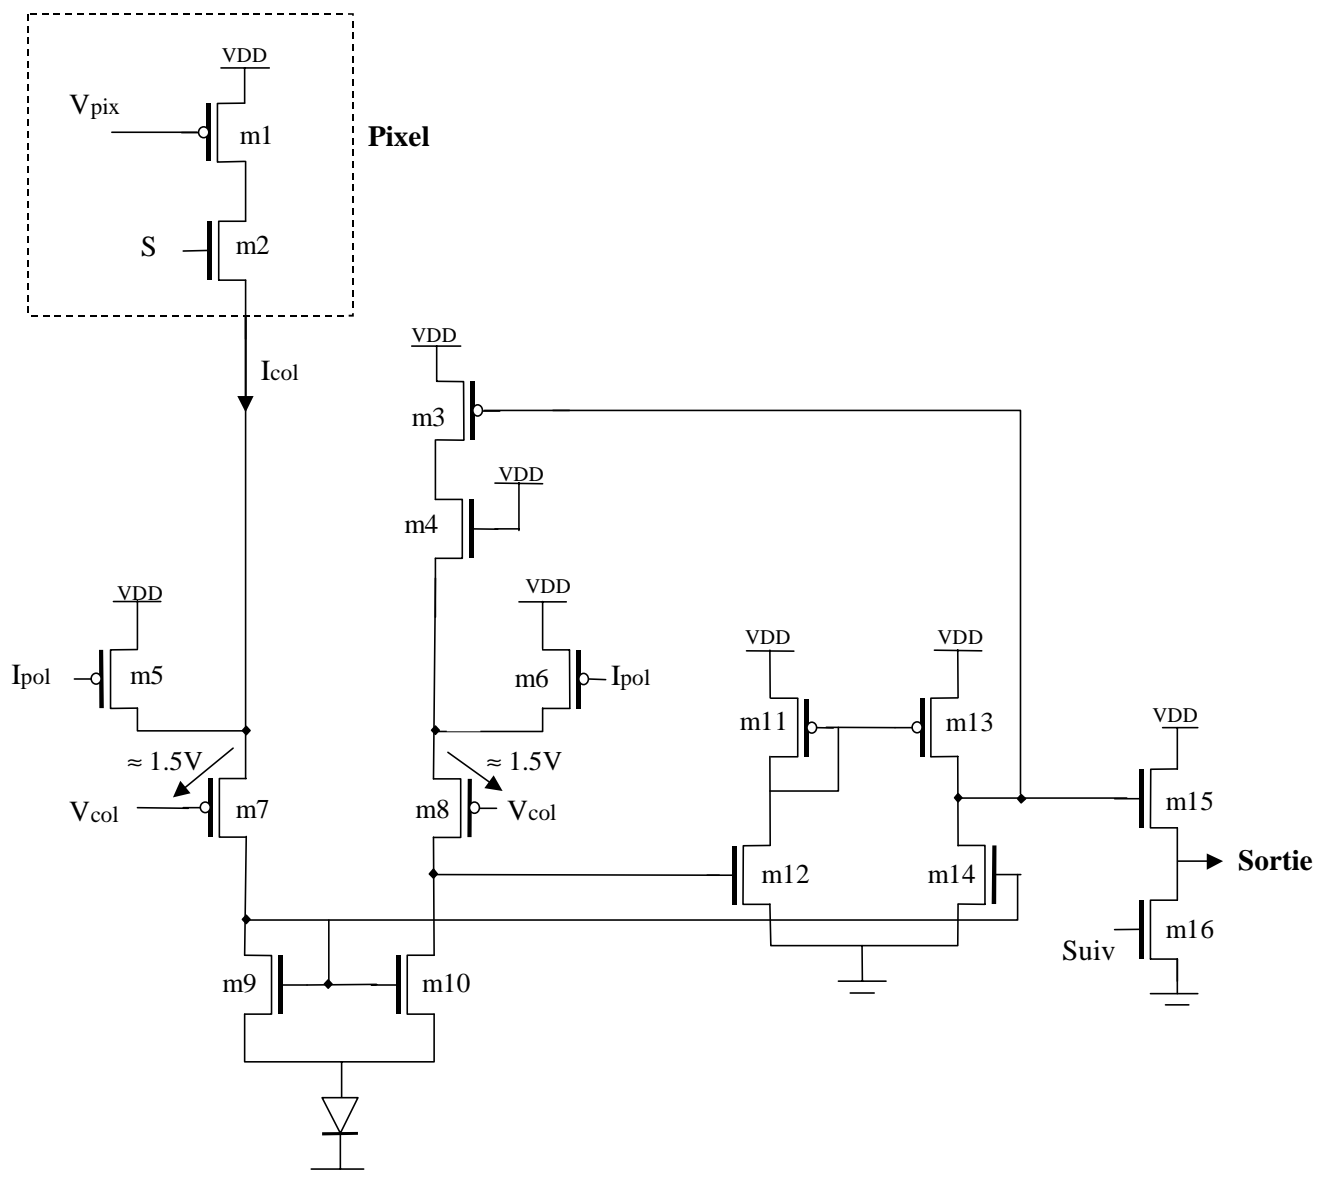 VDD
Vpix
m1
Pixel
S
m2
VDD
Icol
m3
VDD
m4
VDD
VDD
Ipol
m5
m6
Ipol
VDD
VDD
m11
m13
VDD
≈ 1.5V
≈ 1.5V
Vcol
m7
m8
Vcol
m15
Sortie
m12
m14
Suiv
m16
m9
m10